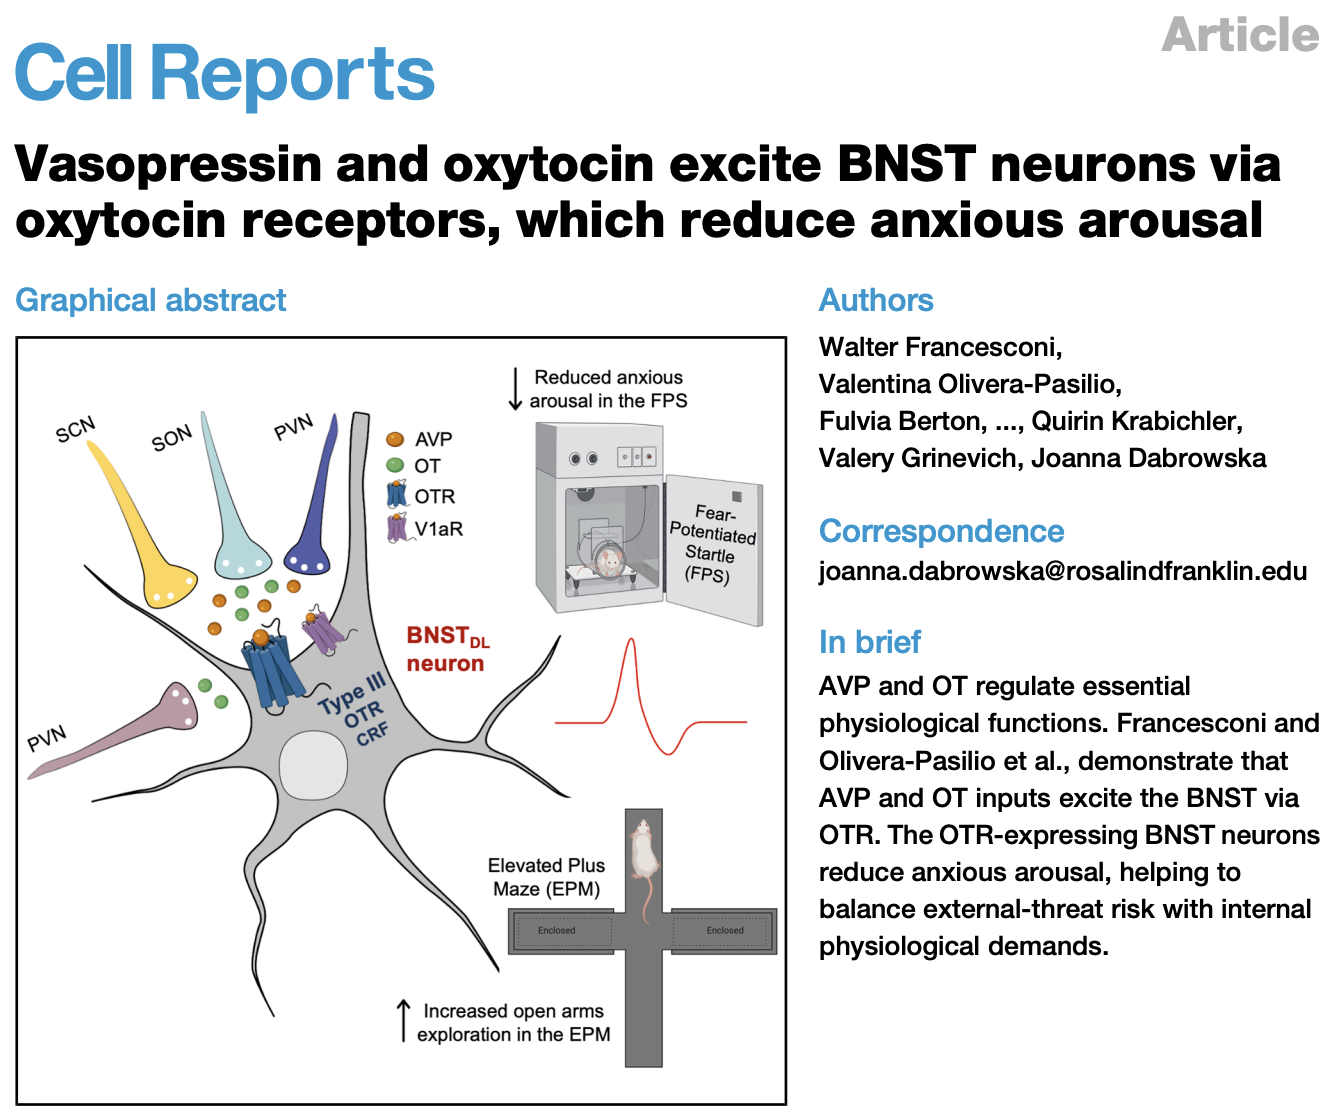 Article
Cell Reports
Vasopressin and oxytocin excite BNST neurons via
oxytocin receptors, which reduce anxious arousal
Graphical abstract
SCN
SON
PVN
AVP
OT
OTR
V1aR
Reduced anxious
arousal in the FPS
Fear-
Potentiated
Startle
(FPS)
BNSTDL
neuron
Type III
OTR
CRF
PVN
Elevated Plus
Maze (EPM)
Enclosed
Enclosed
Increased open arms
exploration in the EPM
Authors
Walter Francesconi,
Valentina Olivera-Pasilio,
Fulvia Berton, ..., Quirin Krabichler,
Valery Grinevich, Joanna Dabrowska
Correspondence
joanna.dabrowska@rosalindfranklin.edu
In brief
AVP and OT regulate essential
physiological functions. Francesconi and
Olivera-Pasilio et al., demonstrate that
AVP and OT inputs excite the BNST via
OTR. The OTR-expressing BNST neurons
reduce anxious arousal, helping to
balance external-threat risk with internal
physiological demands.